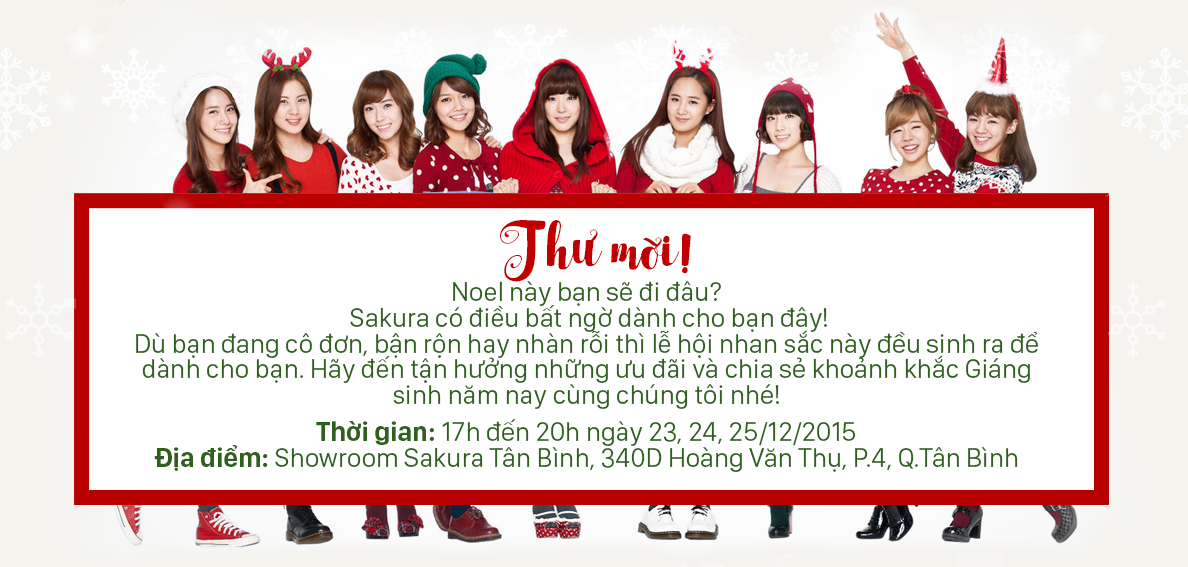 Thư mời!
Noel này bạn sẽ đi đâu?
Sakura có điều bất ngờ dành cho bạn đây!
Dù bạn đang cô đơn, bận rộn hay nhàn rỗi thì lễ hội nhan sắc này đều sinh ra để
dành cho bạn. Hãy đến tận hưởng những ưu đãi và chia sẻ khoảnh khắc Giáng
sinh năm nay cùng chúng tôi nhé!
Thời gian: 17h đến 20h ngày 23, 24, 25/12/2015
Địa điểm: Showroom Sakura Tân Bình, 340D Hoàng Văn Thụ, P.4, Q.Tân Bình